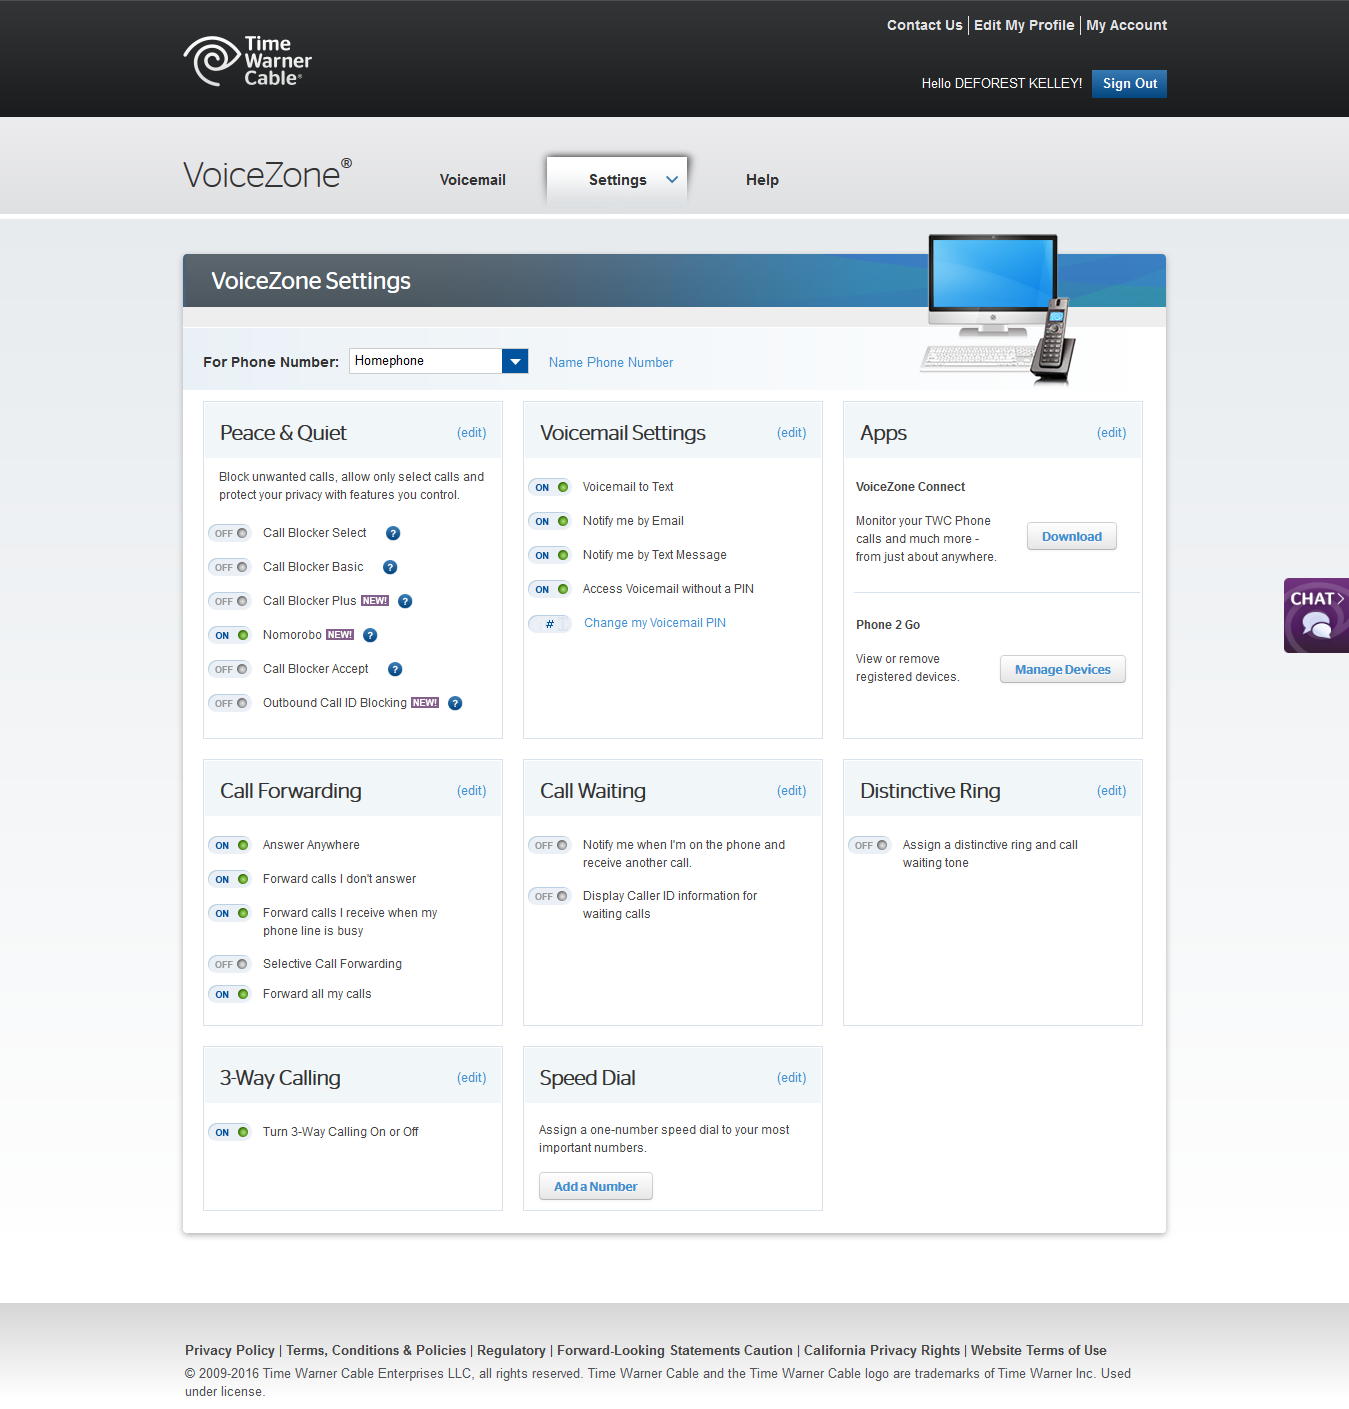 Contact Us | Edit My Profile | My Account
Time
Warner
Cable®
Hello DEFOREST KELLEY!
Sign Out
VoiceZone®
Voicemail
Settings
Help
VoiceZone Settings
For Phone Number:
Homephone
Name Phone Number
Peace & Quiet
(edit)
Block unwanted calls, allow only select calls and
protect your privacy with features you control.
OFF Call Blocker Select ?
OFF Call Blocker Basic ?
OFF Call Blocker Plus NEW! ?
ON Nomorobo NEW! ?
OFF Call Blocker Accept ?
OFF Outbound Call ID Blocking NEW! ?
Voicemail Settings
(edit)
ON Voicemail to Text
ON Notify me by Email
ON Notify me by Text Message
ON Access Voicemail without a PIN
# Change my Voicemail PIN
Apps
(edit)
VoiceZone Connect
Monitor your TWC Phone
calls and much more -
from just about anywhere.
Download
Phone 2 Go
View or remove
registered devices.
Manage Devices
CHAT>
Call Forwarding
(edit)
ON Answer Anywhere
ON Forward calls I don't answer
ON Forward calls I receive when my
phone line is busy
OFF Selective Call Forwarding
ON Forward all my calls
Call Waiting
(edit)
OFF Notify me when I'm on the phone and
receive another call.
OFF Display Caller ID information for
waiting calls
Distinctive Ring
(edit)
OFF Assign a distinctive ring and call
waiting tone
3-Way Calling
(edit)
ON Turn 3-Way Calling On or Off
Speed Dial
(edit)
Assign a one-number speed dial to your most
important numbers.
Add a Number
Privacy Policy | Terms, Conditions & Policies | Regulatory | Forward-Looking Statements Caution | California Privacy Rights | Website Terms of Use
© 2009-2016 Time Warner Cable Enterprises LLC, all rights reserved. Time Warner Cable and the Time Warner Cable logo are trademarks of Time Warner Inc. Used
under license.